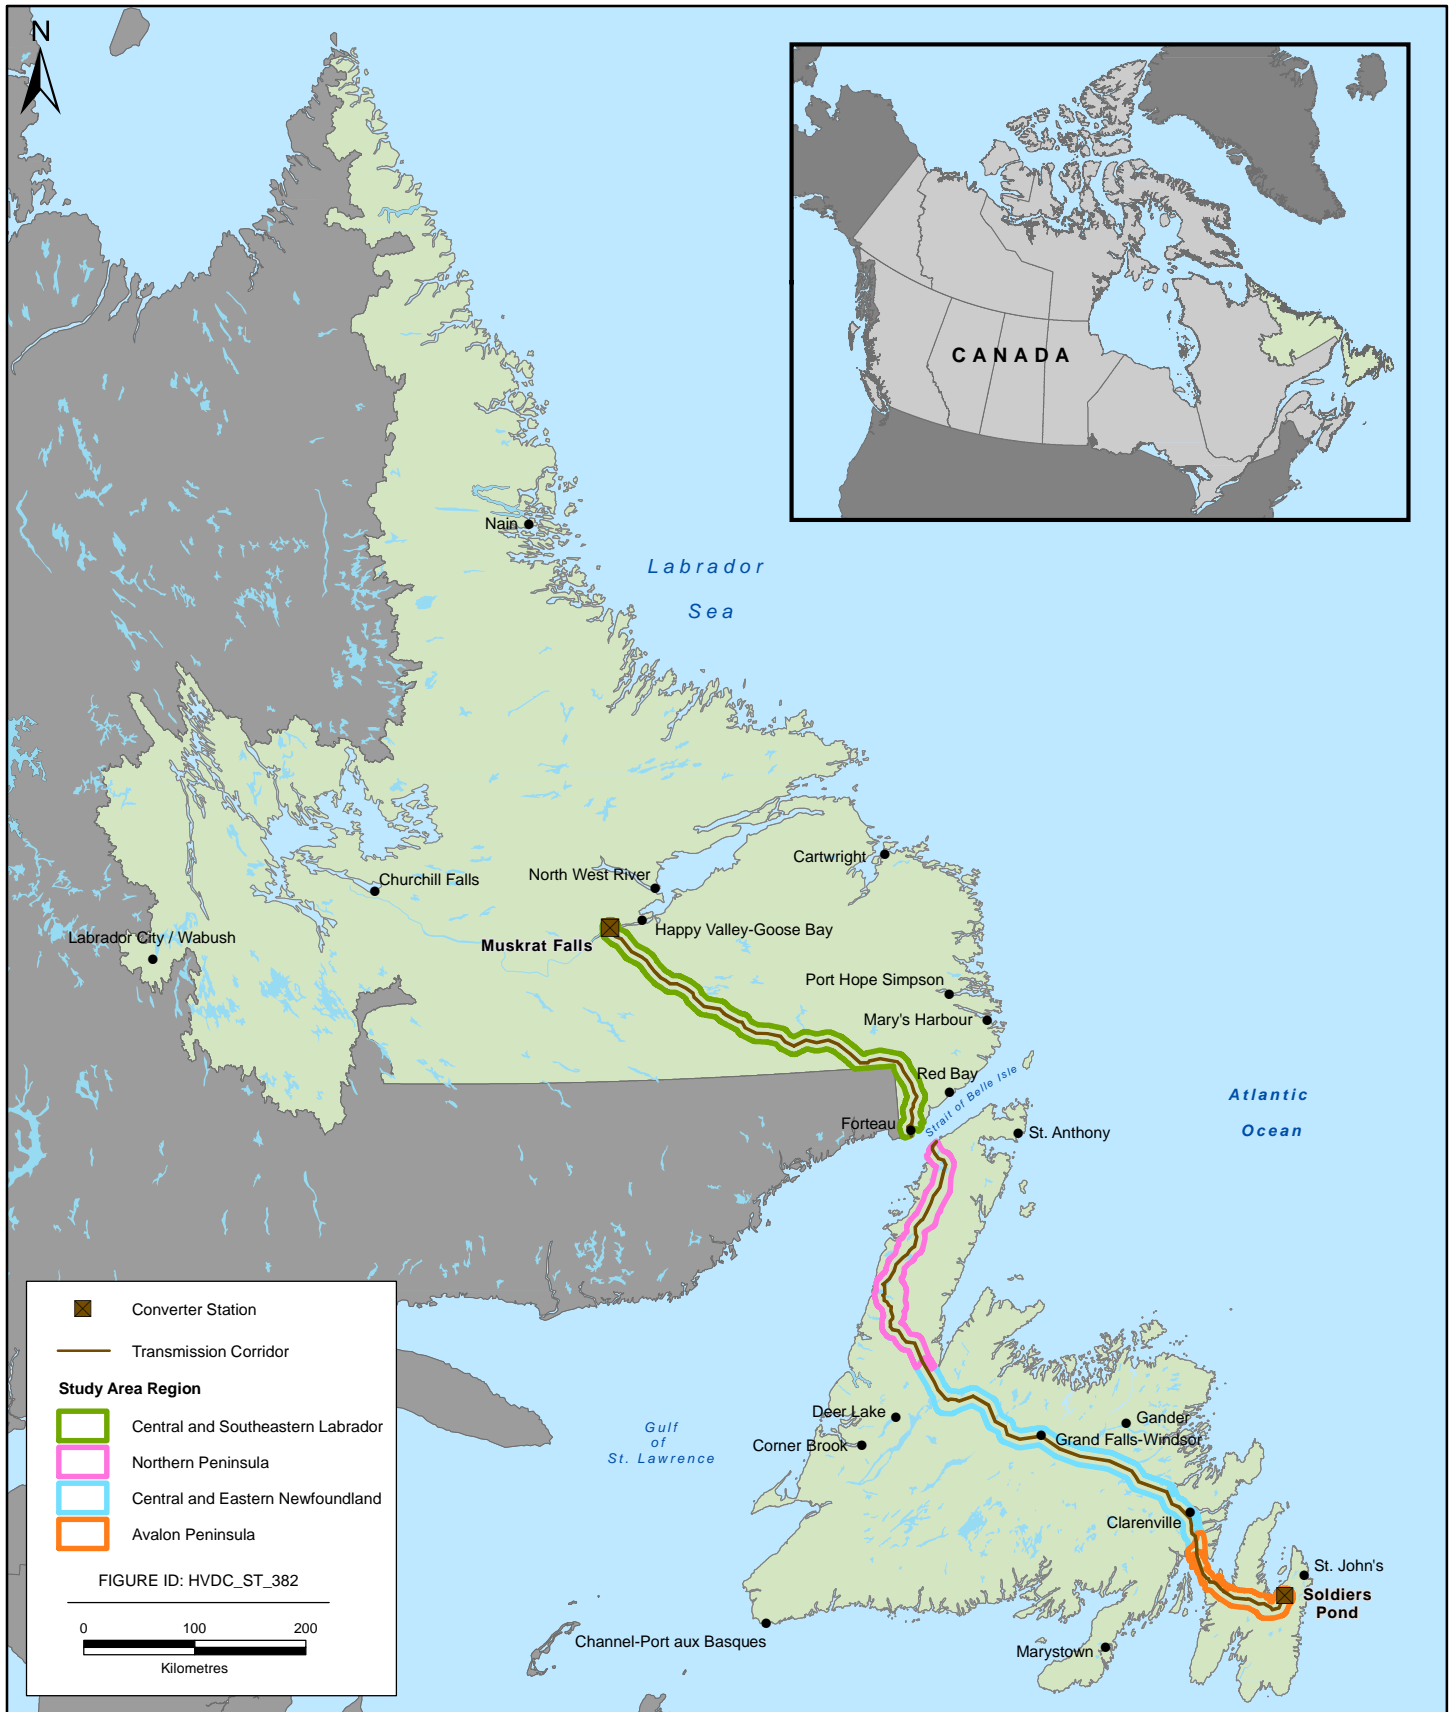 N
CANADA
Nain
Labrador
Sea
Cartwright
North West River
Churchill Falls
Happy Valley-Goose Bay
Labrador City / Wabush
Muskrat Falls
Port Hope Simpson
Mary's Harbour
Red Bay
Strait of Belle Isle
Atlantic
Ocean
Forteau
St. Anthony
Converter Station
Transmission Corridor
Study Area Region
Central and Southeastern Labrador
Northern Peninsula
Central and Eastern Newfoundland
Avalon Peninsula
FIGURE ID: HVDC_ST_382
0 100 200
Kilometres
Gulf
of
St. Lawrence
Deer Lake
Gander
Corner Brook
Grand Falls-Windsor
Clarenville
St. John's
Soldiers
Pond
Channel-Port aux Basques
Marystown